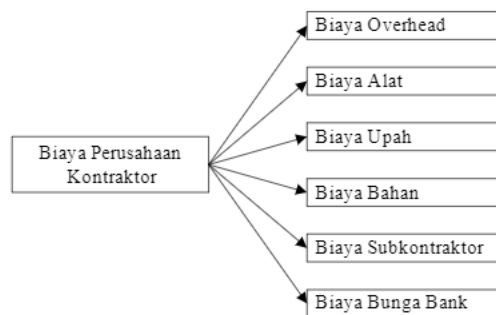 Biaya Overhead
Biaya Alat
Biaya Upah
Biaya Perusahaan
Kontraktor
Biaya Bahan
Biaya Subkontraktor
Biaya Bunga Bank